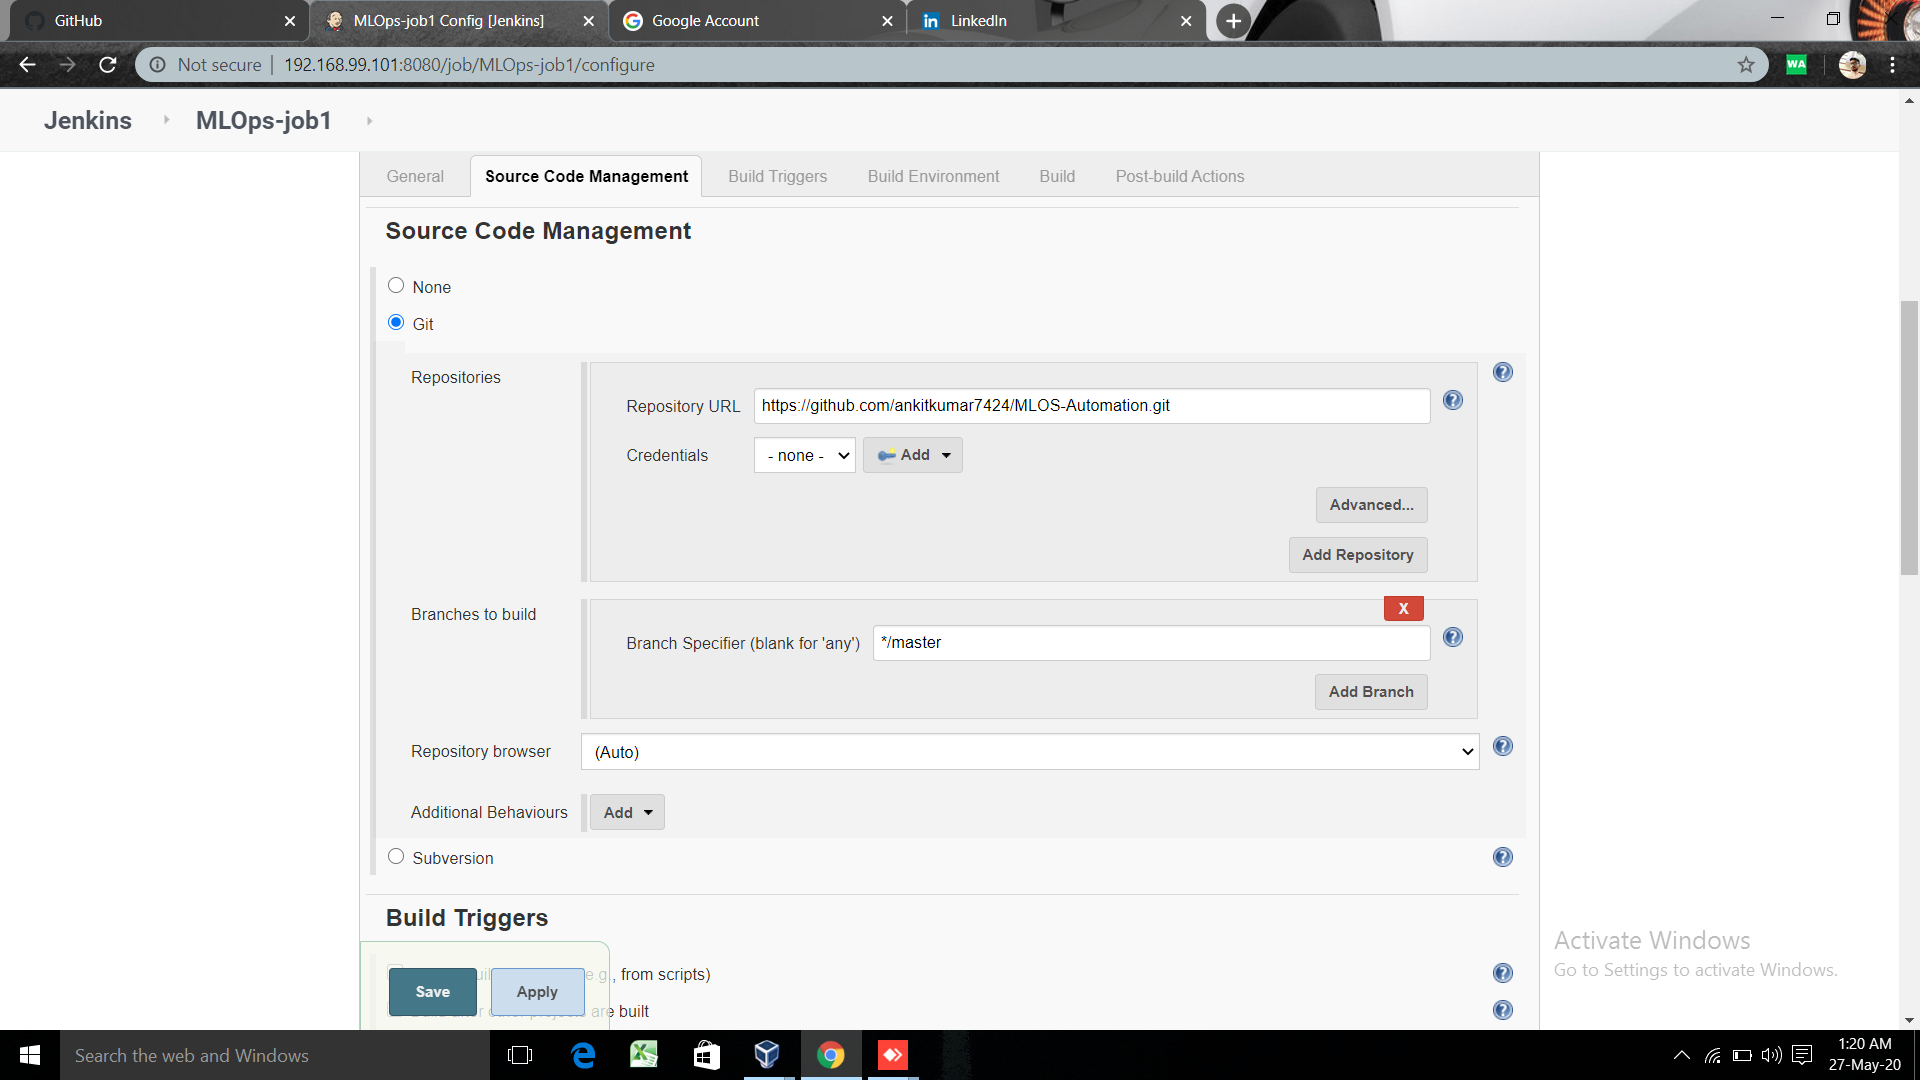 GitHub
MLOps-job1 Config [Jenkins]
Google Account
LinkedIn
Not secure
192.168.99.101:8080/job/MLOps-job1/configure
WA
Jenkins
MLOps-job1
General
Source Code Management
Build Triggers
Build Environment
Build
Post-build Actions
Source Code Management
None
Git
Repositories
Repository URL
https://github.com/ankitkumar7424/MLOS-Automation.git
Credentials
- none -
Add
Advanced...
Add Repository
Branches to build
X
Branch Specifier (blank for 'any')
*/master
Add Branch
Repository browser
(Auto)
Additional Behaviours
Add
Subversion
Build Triggers
from scripts)
Save
Apply
built
Activate Windows
Go to Settings to activate Windows.
Search the web and Windows
1:20 AM
27-May-20